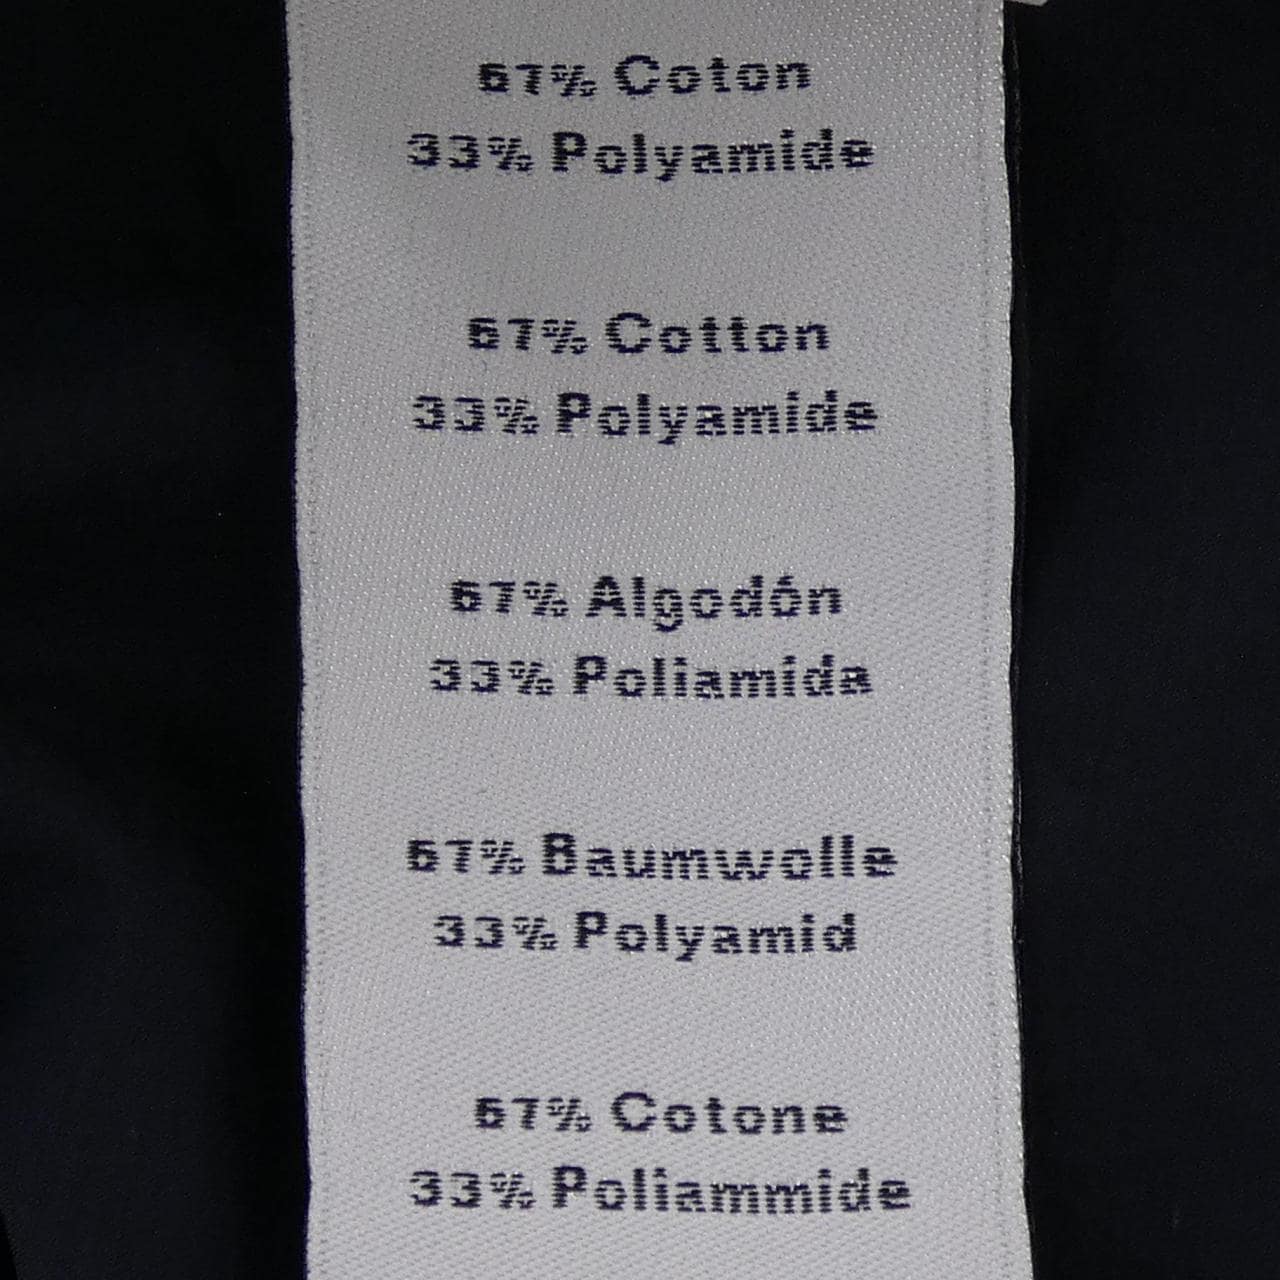 67% Coton
33% Polyamide
67% Cotton
33% Polyamide
67% Algodón
33% Poliamida
67% Baumwolle
33% Polyamid
67% Cotone
33% Poliammide